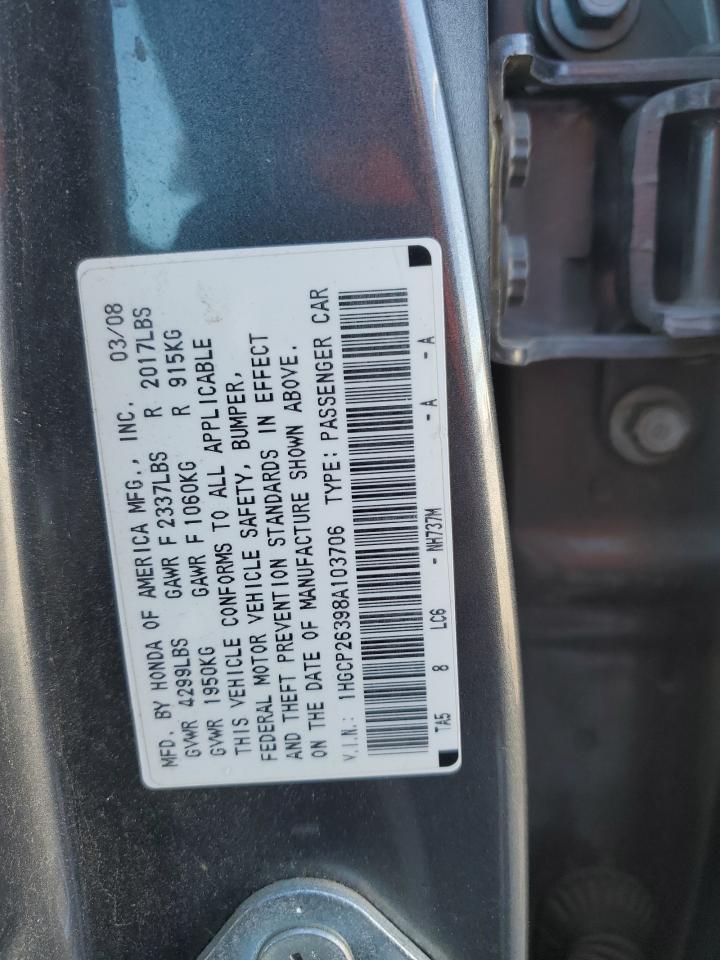 MFD. BY HONDA OF AMERICA MFG., INC. 03/08
GVWR 4299LBS GAWR F 2337LBS R 2017LBS
GVWR 1950KG GAWR F 1060KG R 915KG
THIS VEHICLE CONFORMS TO ALL APPLICABLE
FEDERAL MOTOR VEHICLE SAFETY, BUMPER,
AND THEFT PREVENTION STANDARDS IN EFFECT
ON THE DATE OF MANUFACTURE SHOWN ABOVE.
V.I.N.: 1HGCP26398A103706 TYPE: PASSENGER CAR
TA5 8 LC6 - NH737M - A - A